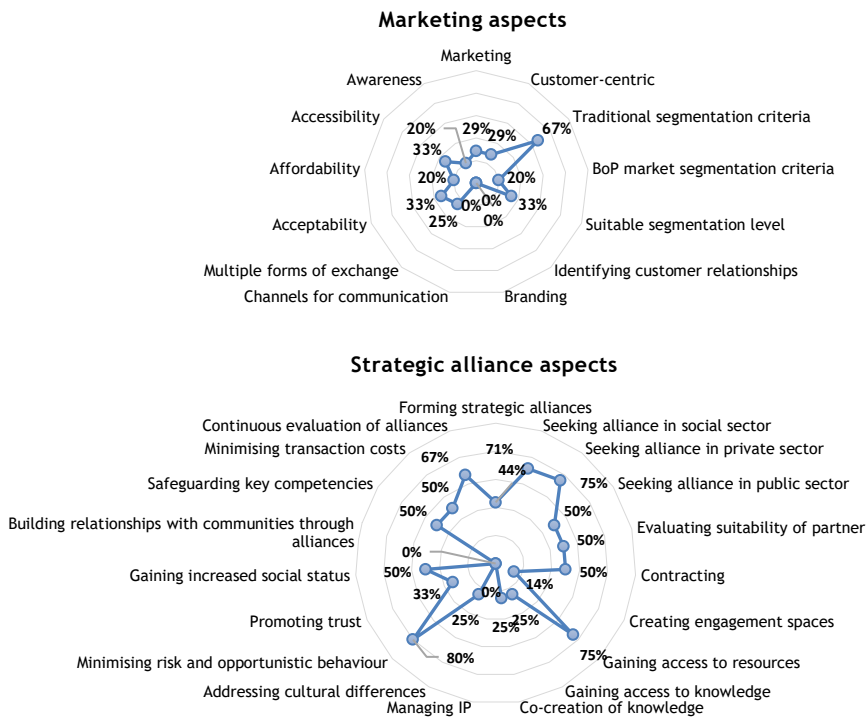 Marketing aspects
Marketing
Awareness
Customer-centric
Accessibility
Traditional segmentation criteria
20%
29%
29%
67%
33%
Affordability
BoP market segmentation criteria
20%
20%
0%
33%
0%
33%
25%
0%
Acceptability
Suitable segmentation level
Multiple forms of exchange
Identifying customer relationships
Channels for communication
Branding
Strategic alliance aspects
Forming strategic alliances
Continuous evaluation of alliances
Seeking alliance in social sector
Minimising transaction costs
67%
71%
Seeking alliance in private sector
44%
Safeguarding key competencies
50%
75%
Seeking alliance in public sector
50%
50%
Building relationships with communities through
alliances
Evaluating suitability of partner
50%
0%
Gaining increased social status
50%
50%
Contracting
14%
33%
0%
Promoting trust
25%
25%
25%
Creating engagement spaces
Minimising risk and opportunistic behaviour
80%
75%
Gaining access to resources
Addressing cultural differences
Gaining access to knowledge
Managing IP
Co-creation of knowledge